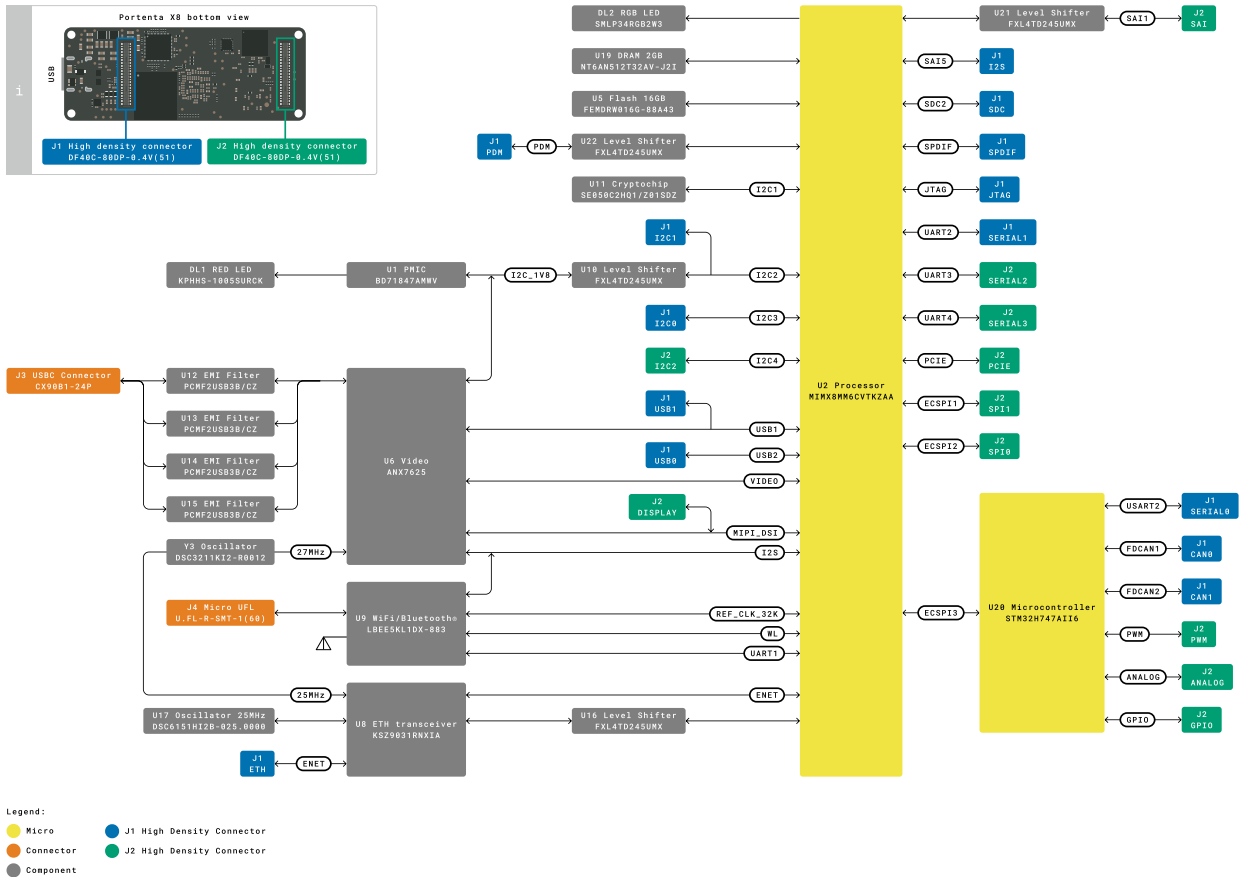 Portenta X8 bottom view
i
USB
J1 High density connector
DF40C-80DP-0.4V(51)
J2 High density connector
DF40C-80DP-0.4V(51)
DL2 RGB LED
SMLP34RGB2W3
U21 Level Shifter
FXL4TD245UMX
SAI1
J2
SAI
U19 DRAM 2GB
NT6AN512T32AV-J2I
SAI5
J1
I2S
U5 Flash 16GB
FEMDRW016G-88A43
SDC2
J1
SDC
J1
PDM
PDM
U22 Level Shifter
FXL4TD245UMX
SPDIF
J1
SPDIF
U11 Cryptochip
SE050C2HQ1/Z01SDZ
I2C1
JTAG
J1
JTAG
J1
I2C1
UART2
J1
SERIAL1
DL1 RED LED
KPHHS-1005SURCK
U1 PMIC
BD71847AMWV
I2C_1V8
U10 Level Shifter
FXL4TD245UMX
I2C2
UART3
J2
SERIAL2
J1
I2C0
I2C3
UART4
J2
SERIAL3
J2
I2C2
I2C4
PCIE
J2
PCIE
J3 USBC Connector
CX90B1-24P
U12 EMI Filter
PCMF2USB3B/CZ
U2 Processor
MIMX8MM6CVTKZAA
J1
USB1
USB1
ECSPI1
J2
SPI1
U13 EMI Filter
PCMF2USB3B/CZ
J1
USB0
USB2
ECSPI2
J2
SPI0
U14 EMI Filter
PCMF2USB3B/CZ
U6 Video
ANX7625
VIDEO
U15 EMI Filter
PCMF2USB3B/CZ
J2
DISPLAY
MIPI_DSI
USART2
J1
SERIAL0
Y3 Oscillator
DSC3211KI2-R0012
27MHz
I2S
FDCAN1
J1
CAN0
FDCAN2
J1
CAN1
J4 Micro UFL
U.FL-R-SMT-1(60)
U9 WiFi/Bluetooth®
LBEE5KL1DX-883
REF_CLK_32K
WL
UART1
ECSPI3
U20 Microcontroller
STM32H747AII6
PWM
J2
PWM
ANALOG
J2
ANALOG
25MHz
ENET
U17 Oscillator 25MHz
DSC6151HI2B-025.0000
U8 ETH transceiver
KSZ9031RNXIA
U16 Level Shifter
FXL4TD245UMX
GPIO
J2
GPIO
J1
ETH
ENET
Legend:
Micro
J1 High Density Connector
Connector
J2 High Density Connector
Component